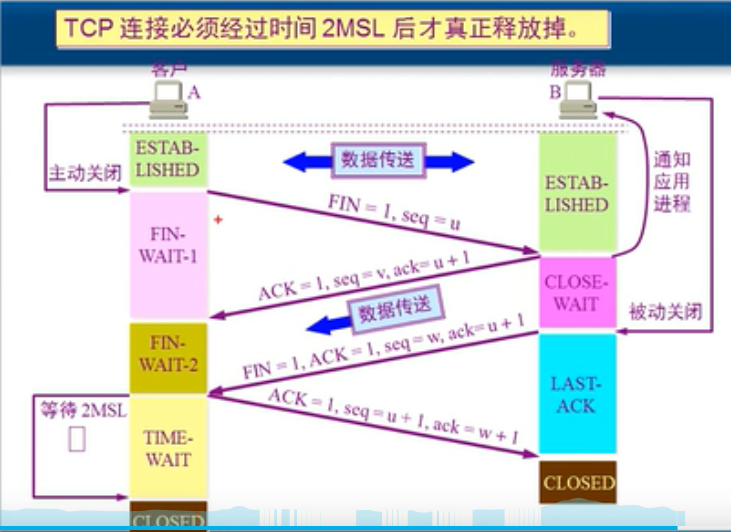 TCP 连接必须经过时间 2MSL 后才真正释放掉。
客户
A
服务器
B
ESTAB-
LISHED
数据传送
ESTAB-
LISHED
通知
应用
进程
主动关闭
FIN = 1, seq = u
FIN-
WAIT-1
ACK = 1, seq = v, ack= u + 1
CLOSE-
WAIT
数据传送
被动关闭
FIN-
WAIT-2
FIN = 1, ACK = 1, seq = w, ack= u + 1
LAST-
ACK
ACK = 1, seq = u + 1, ack = w + 1
等待 2MSL
TIME-
WAIT
CLOSED
CLOSED